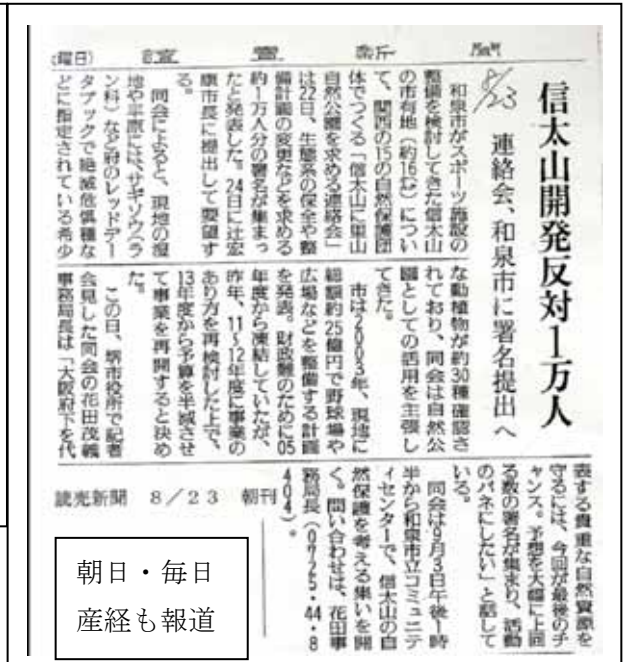 (曜日) 読売新聞
信太山開発反対1万人
連絡会、和泉市に署名提出へ
8/23
和泉市がスポーツ施設の
整備を検討してきた信太山
の市有地（約16㌶）につい
て、関西の15の自然保護団
体でつくる「信太山に里山
自然公園を求める連絡会」
は22日、生態系の保全や整
備計画の変更などを求める
約1万人分の署名が集まっ
たと発表した。24日に辻宏
康市長に提出して要望す
る。
同会によると、現地の湿
地や草原には、サギソウ（ラ
ン科）など府のレッドデー
タブックで絶滅危惧種な
どに指定されている希少
な動植物が約30種確認さ
れており、同会は自然公
園としての活用を主張し
てきた。
市は2003年、現地に
総額約25億円で野球場や
広場などを整備する計画
を発表。財政難のために05
年度から凍結していたが、
昨年、11〜12年度に事業の
あり方を再検討した上で、
13年度から予算を半減させ
て事業を再開すると決め
た。
この日、堺市役所で記者
会見した同会の花田茂義
事務局長は「大阪府下を代
表する貴重な自然資源を
守るには、今回が最後のチ
ャンス。予想を大幅に上回
る数の署名が集まり、活動
のバネにしたい」と話して
いる。
同会は9月3日午後1時
半から和泉市立コミュニテ
ィセンターで、信太山の自
然保護を考える集いを開
く。問い合わせは、花田事
務局長（0725・44・8
404）。
読売新聞 8／23 朝刊
朝日・毎日
産経も報道